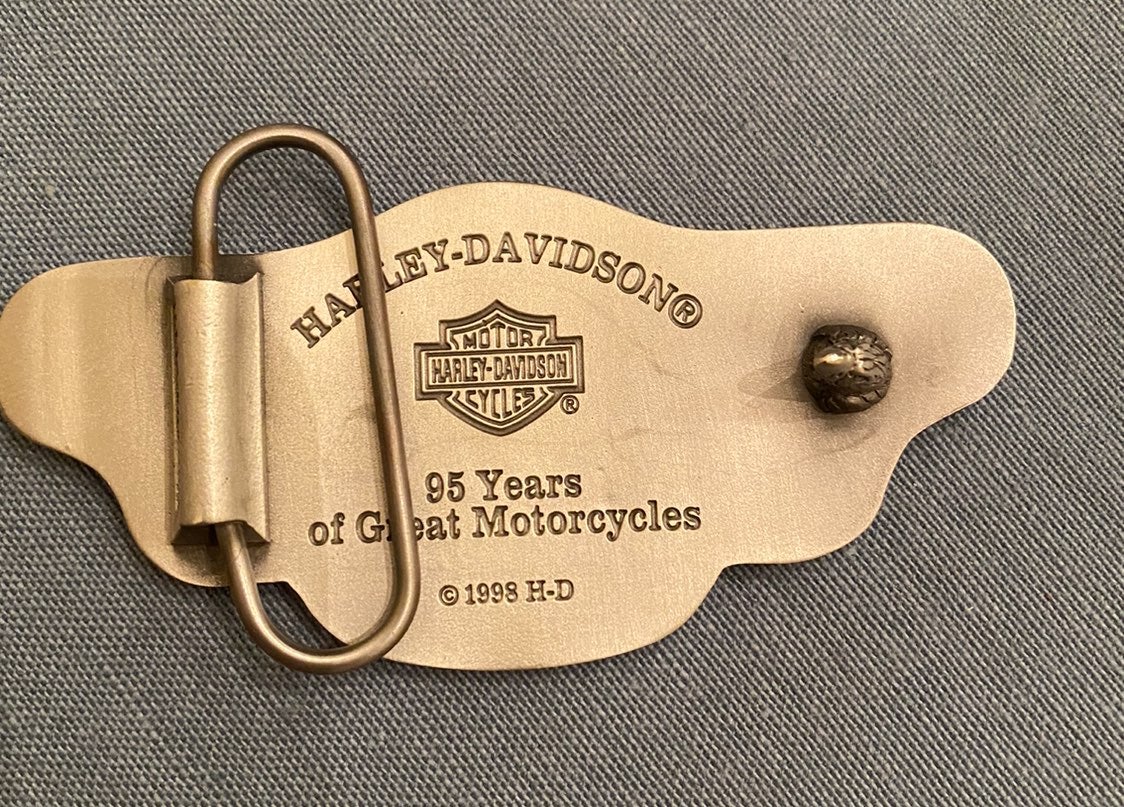 HARLEY-DAVIDSON®
MOTOR
HARLEY-DAVIDSON
CYCLES
®
95 Years
of Great Motorcycles
© 1998 H-D